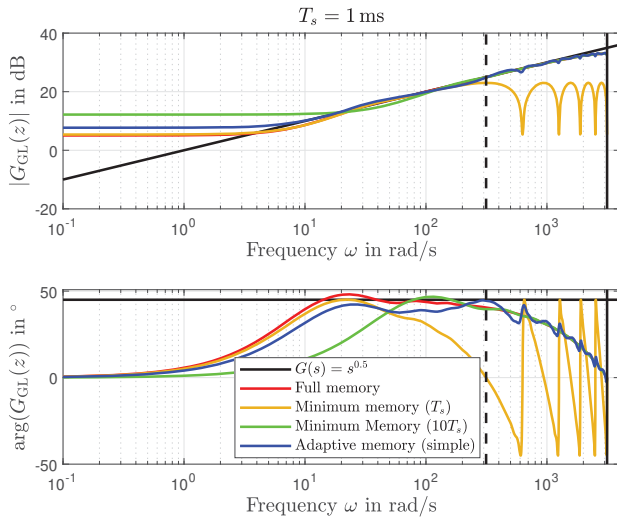 T_s = 1 ms
|G_GL(z)| in dB
40
20
0
-20
10^-1 10^0 10^1 10^2 10^3
Frequency ω in rad/s
arg(G_GL(z)) in °
50
0
-50
G(s) = s^0.5
Full memory
Minimum memory (T_s)
Minimum Memory (10T_s)
Adaptive memory (simple)
10^-1 10^0 10^1 10^2 10^3
Frequency ω in rad/s